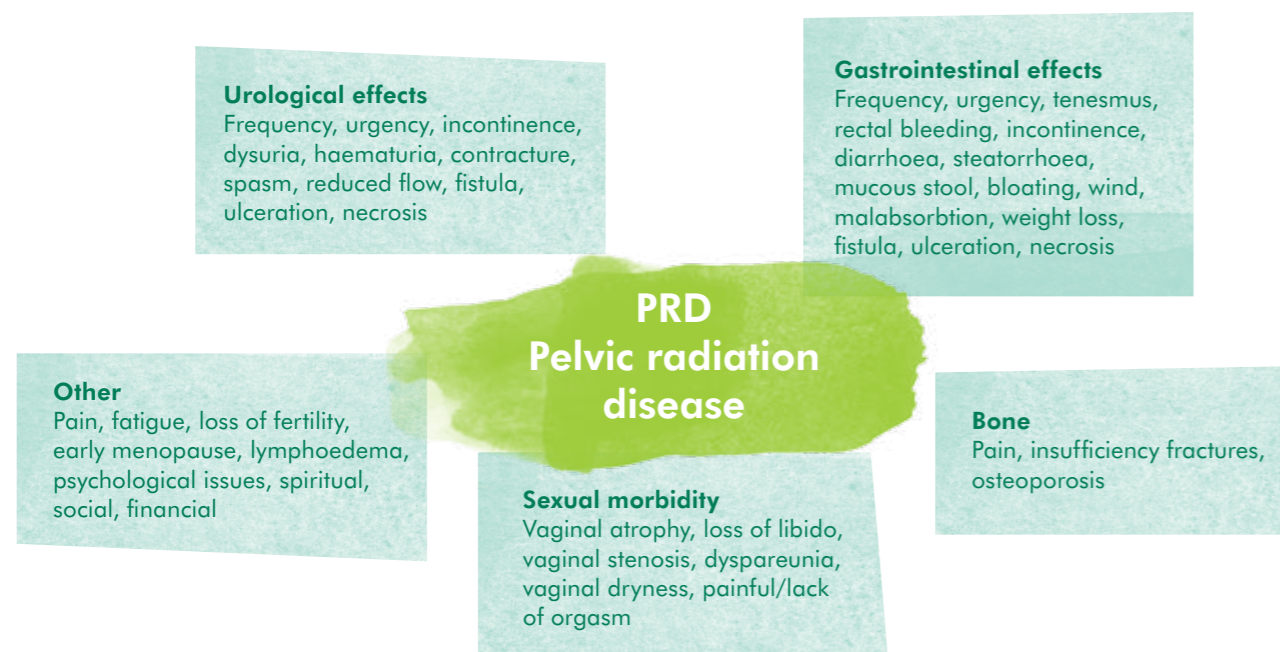 Urological effects
Frequency, urgency, incontinence,
dysuria, haematuria, contracture,
spasm, reduced flow, fistula,
ulceration, necrosis
Gastrointestinal effects
Frequency, urgency, tenesmus,
rectal bleeding, incontinence,
diarrhoea, steatorrhoea,
mucous stool, bloating, wind,
malabsorbtion, weight loss,
fistula, ulceration, necrosis
PRD
Pelvic radiation
disease
Other
Pain, fatigue, loss of fertility,
early menopause, lymphoedema,
psychological issues, spiritual,
social, financial
Sexual morbidity
Vaginal atrophy, loss of libido,
vaginal stenosis, dyspareunia,
vaginal dryness, painful/lack
of orgasm
Bone
Pain, insufficiency fractures,
osteoporosis